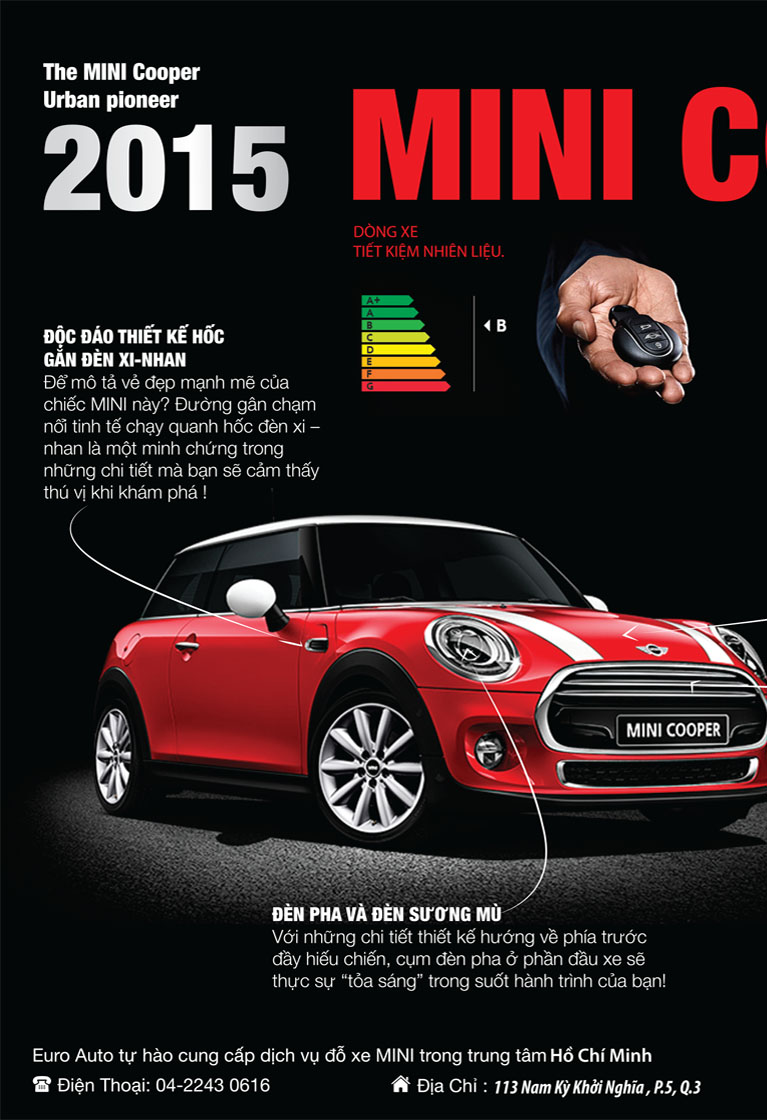 The MINI Cooper
Urban pioneer
2015
MINI C
DÒNG XE
TIẾT KIỆM NHIÊN LIỆU.
A+
A
B
C
D
E
F
G
B
ĐỘC ĐÁO THIẾT KẾ HỐC
GẮN ĐÈN XI-NHAN
Để mô tả vẻ đẹp mạnh mẽ của
chiếc MINI này? Đường gân chạm
nổi tinh tế chạy quanh hốc đèn xi –
nhan là một minh chứng trong
những chi tiết mà bạn sẽ cảm thấy
thú vị khi khám phá !
MINI COOPER
ĐÈN PHA VÀ ĐÈN SƯƠNG MÙ
Với những chi tiết thiết kế hướng về phía trước
đầy hiếu chiến, cụm đèn pha ở phần đầu xe sẽ
thực sự “tỏa sáng” trong suốt hành trình của bạn!
Euro Auto tự hào cung cấp dịch vụ đỗ xe MINI trong trung tâm Hồ Chí Minh
Điện Thoại: 04-2243 0616
Địa Chỉ : 113 Nam Kỳ Khởi Nghĩa , P.5, Q.3